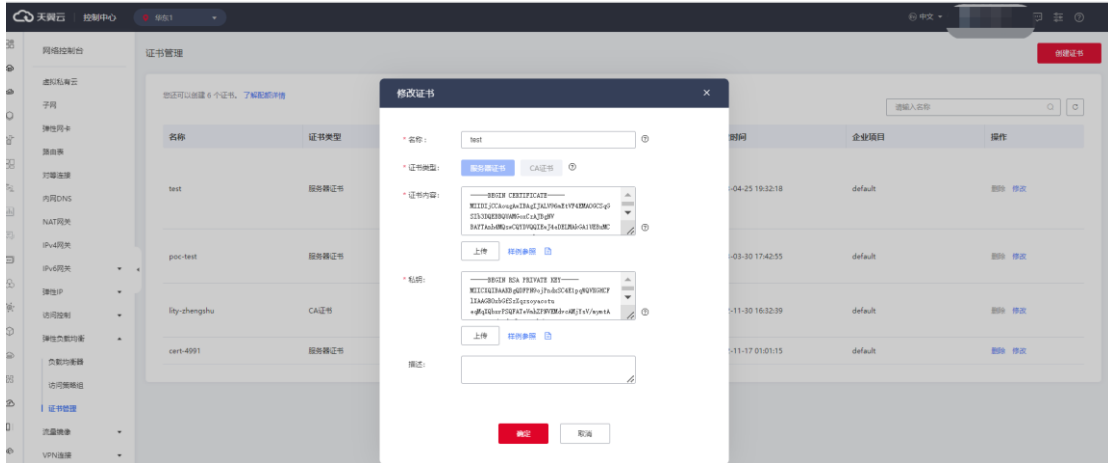 天翼云 控制中心 华东1 中文
网络控制台
虚拟私有云
子网
弹性网卡
路由表
对等连接
内网DNS
NAT网关
IPv4网关
IPv6网关
弹性IP
访问控制
弹性负载均衡
负载均衡器
访问策略组
证书管理
流量镜像
VPN连接
证书管理 创建证书
您还可以创建 6 个证书。 了解配额详情 请输入名称
名称 证书类型 时间 企业项目 操作
test 服务器证书 -04-25 19:32:18 default 删除 修改
poc-test 服务器证书 -03-30 17:42:55 default 删除 修改
lity-zhengshu CA证书 -11-30 16:32:39 default 删除 修改
cert-4991 服务器证书 -11-17 01:01:15 default 删除 修改
修改证书
* 名称: test
* 证书类型: 服务器证书 CA证书
* 证书内容: -----BEGIN CERTIFICATE-----
上传 样例参照
* 私钥: -----BEGIN RSA PRIVATE KEY-----
上传 样例参照
描述:
确定 取消